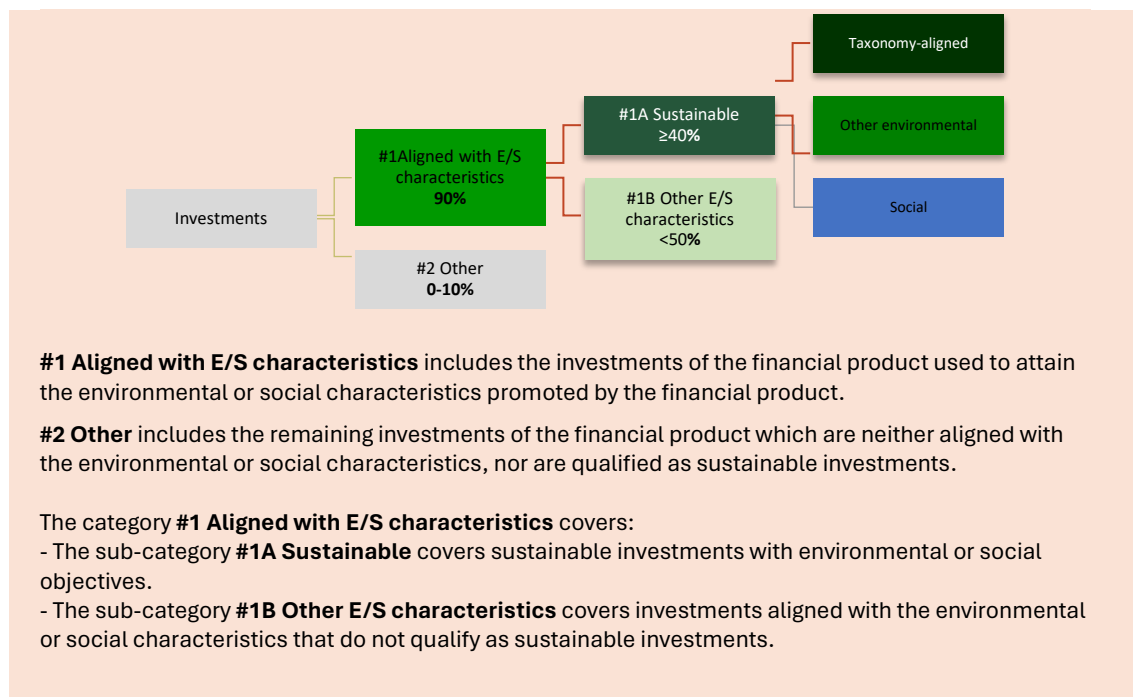 Taxonomy-aligned
#1A Sustainable
≥40%
Other environmental
#1Aligned with E/S
characteristics
90%
#1B Other E/S
characteristics
<50%
Investments
Social
#2 Other
0-10%
#1 Aligned with E/S characteristics includes the investments of the financial product used to attain
the environmental or social characteristics promoted by the financial product.
#2 Other includes the remaining investments of the financial product which are neither aligned with
the environmental or social characteristics, nor are qualified as sustainable investments.
The category #1 Aligned with E/S characteristics covers:
- The sub-category #1A Sustainable covers sustainable investments with environmental or social
objectives.
- The sub-category #1B Other E/S characteristics covers investments aligned with the environmental
or social characteristics that do not qualify as sustainable investments.